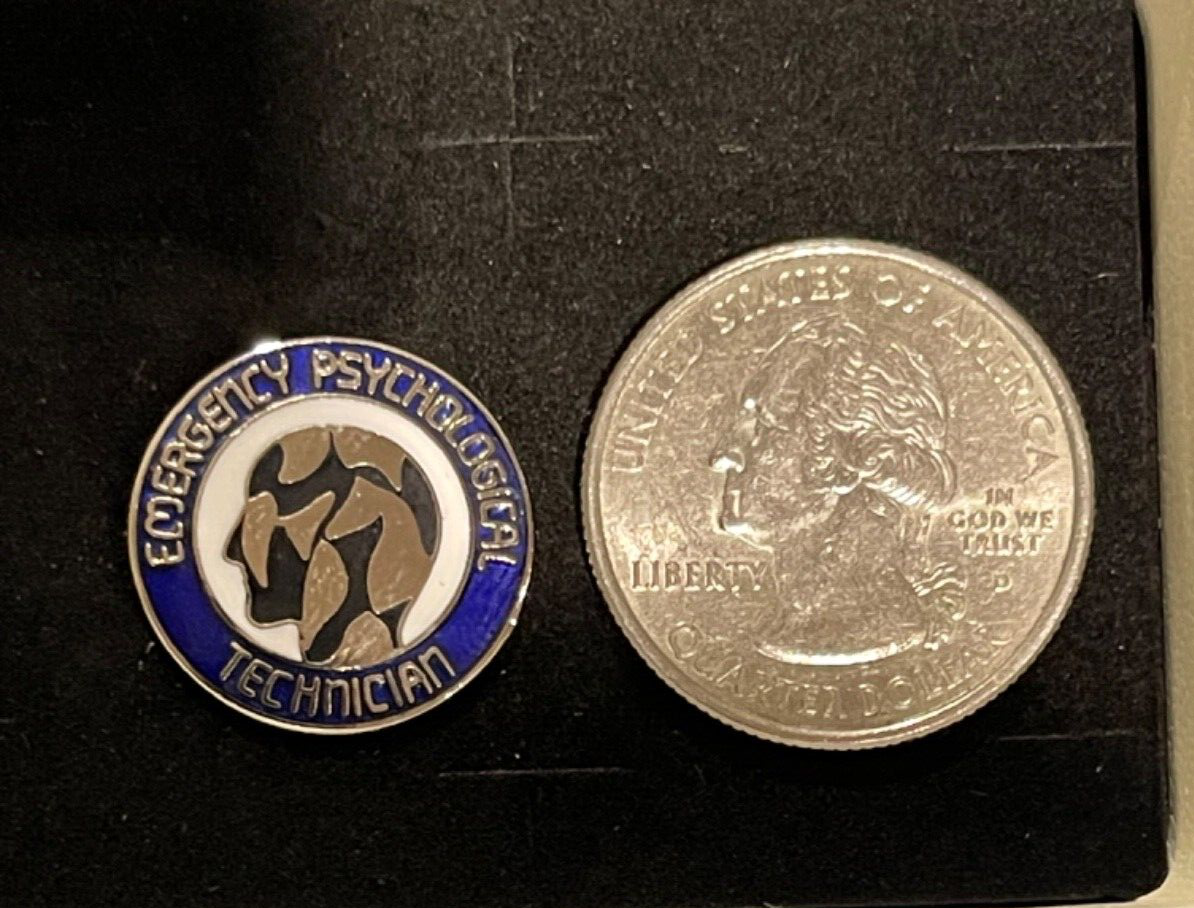 EMERGENCY PSYCHOLOGICAL
TECHNICIAN
UNITED STATES OF AMERICA
IN
GOD WE
TRUST
LIBERTY
D
QUARTER DOLLAR